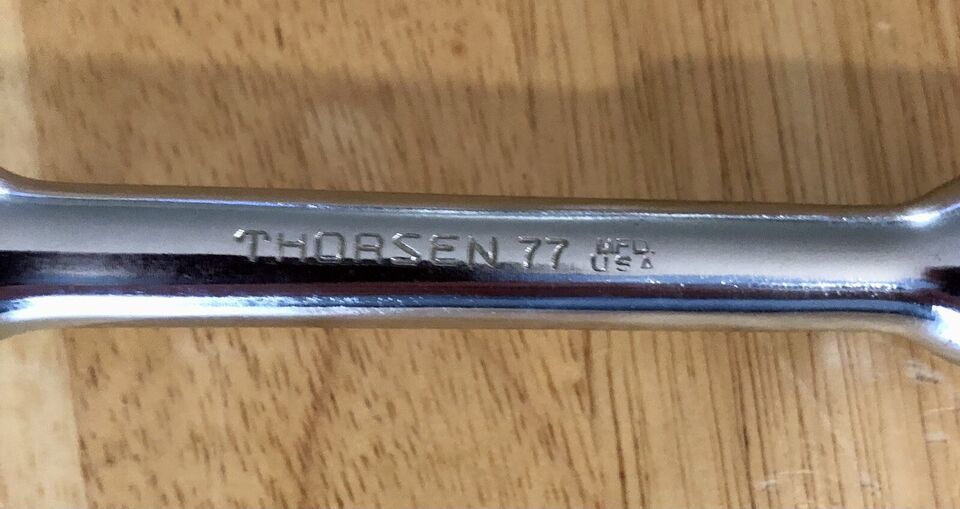 THORSEN 77 MFD.
USA